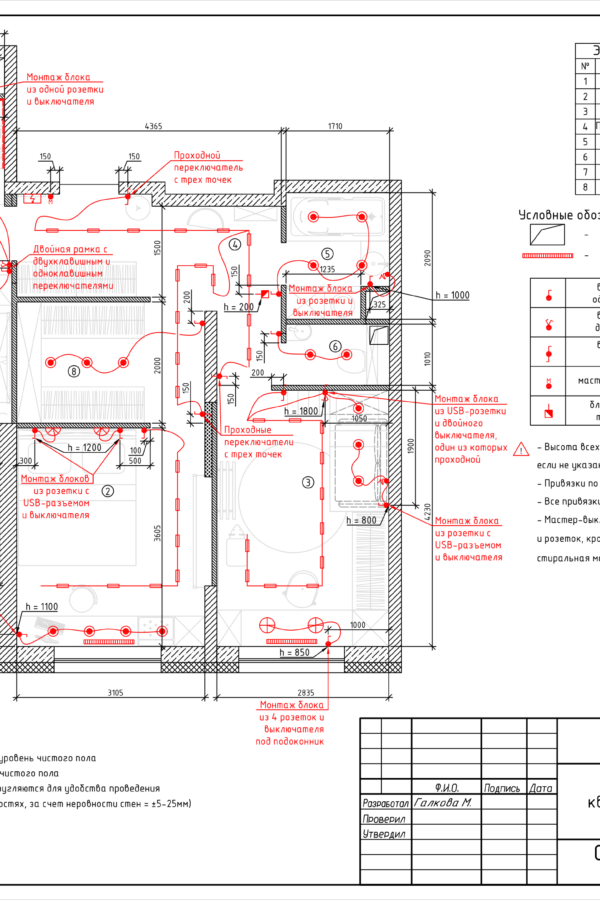 Монтаж блока
из одной розетки
и выключателя
4365
1710
150
150
Проходной
переключатель
с трех точек
№
1
2
3
4
5
6
7
8
Условные обоз
-
-
Двойная рамка с
двухклавишным и
одноклавишным
переключателями
1500
4
5
2090
150
1235
h = 200
Монтаж блока
из розетки и
выключателя
h = 1000
325
200
2000
8
150
6
1010
200
150
h = 1800
1050
1900
Монтаж блока
из USB-розетки
и двойного
выключателя,
один из которых
проходной
Проходные
переключатели
с трех точек
h = 1200
100
300
500
Монтаж блоков
из розетки с
USB-разъемом
и выключателя
2
3
3605
h = 800
4230
Монтаж блока
из розетки с
USB-разъемом
и выключателя
маст
– Высота всех
если не указан
– Привязки по
– Все привязки
– Мастер-вык
и розеток, кро
стиральная м
h = 1100
1000
h = 850
3105
2835
Монтаж блока
из 4 розеток и
выключателя
под подоконник
уровень чистого пола
чистого пола
угляются для удобства проведения
остях, за счет неровности стен = ±5-25мм)
Ф.И.О.
Подпись
Дата
Разработал
Галкова М.
Проверил
Утвердил
кв